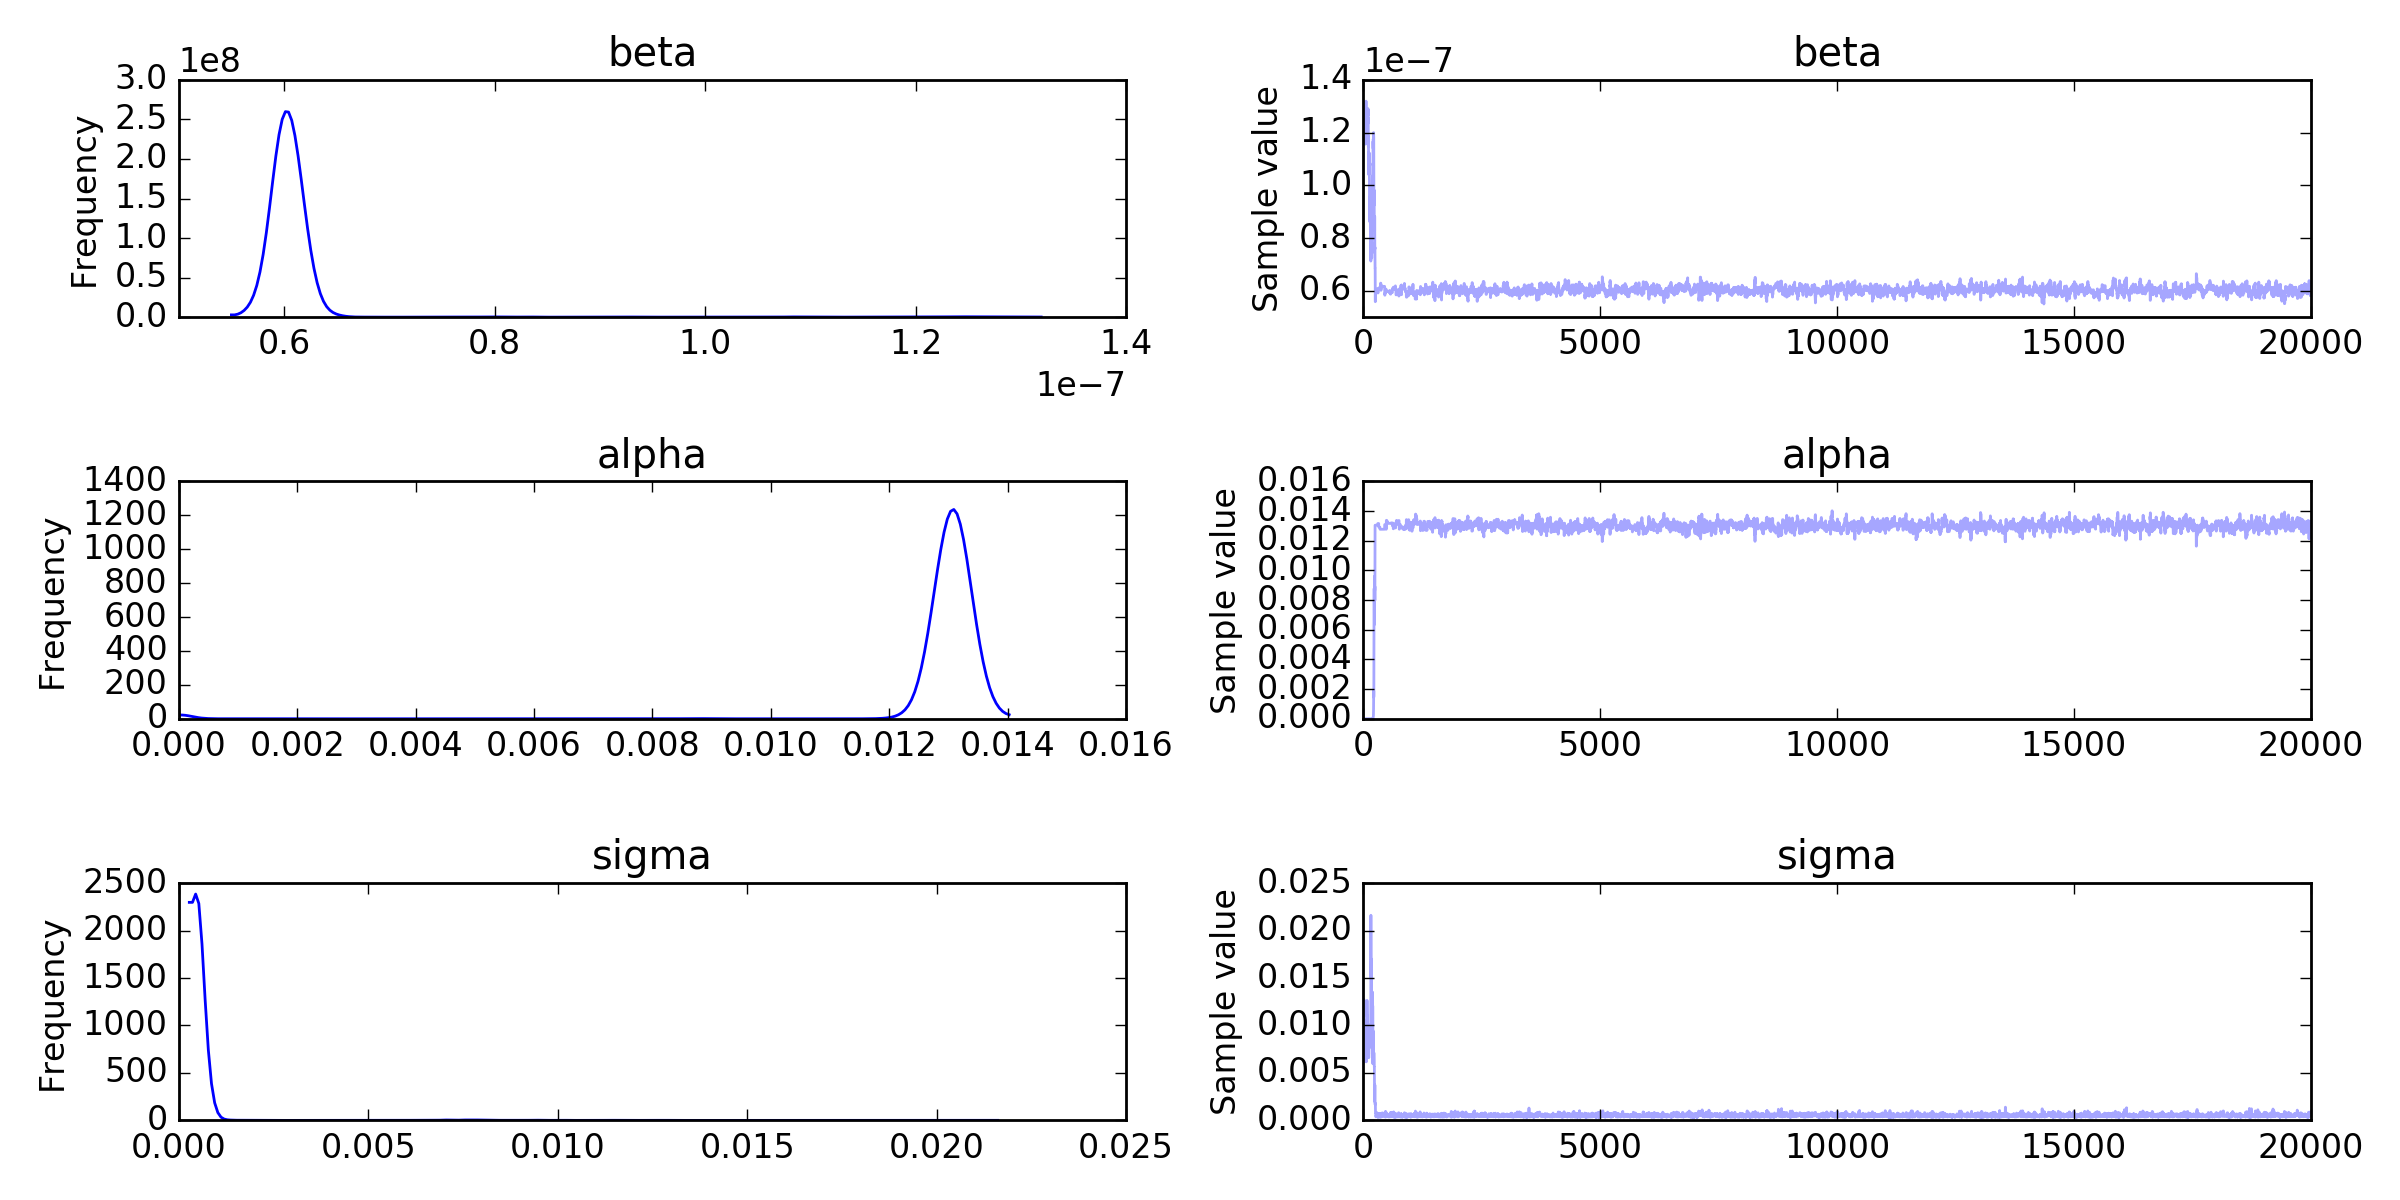 beta
1e8
Frequency
3.0
2.5
2.0
1.5
1.0
0.5
0.0
0.6 0.8 1.0 1.2 1.4
1e−7
beta
1e−7
Sample value
1.4
1.2
1.0
0.8
0.6
0 5000 10000 15000 20000
alpha
Frequency
1400
1200
1000
800
600
400
200
0
0.000 0.002 0.004 0.006 0.008 0.010 0.012 0.014 0.016
alpha
Sample value
0.016
0.014
0.012
0.010
0.008
0.006
0.004
0.002
0.000
0 5000 10000 15000 20000
sigma
Frequency
2500
2000
1500
1000
500
0
0.000 0.005 0.010 0.015 0.020 0.025
sigma
Sample value
0.025
0.020
0.015
0.010
0.005
0.000
0 5000 10000 15000 20000